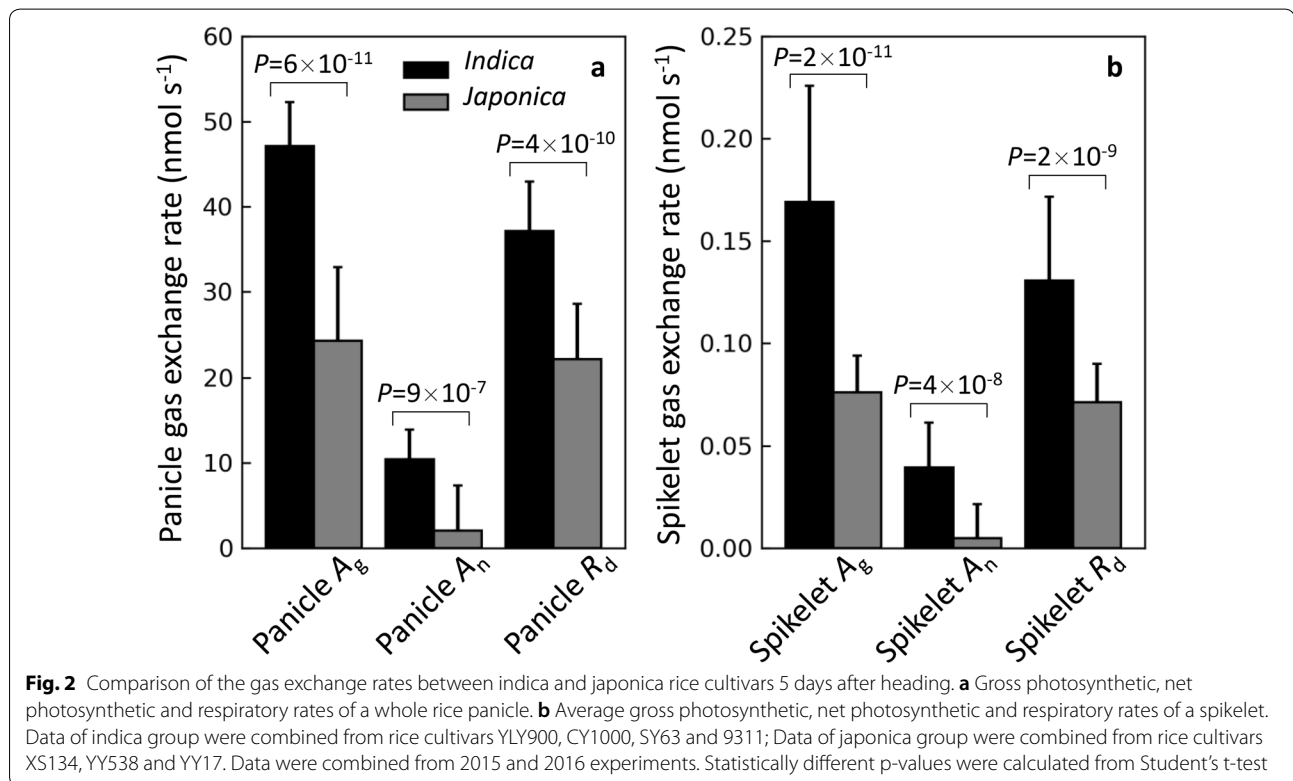 Panicle gas exchange rate (nmol s⁻¹)
60
50
40
30
20
10
0
P=6×10⁻¹¹
P=9×10⁻⁷
P=4×10⁻¹⁰
Indica
Japonica
a
Panicle Ag
Panicle An
Panicle Rd
Spikelet gas exchange rate (nmol s⁻¹)
0.25
0.20
0.15
0.10
0.05
0.00
P=2×10⁻¹¹
P=4×10⁻⁸
P=2×10⁻⁹
b
Spikelet Ag
Spikelet An
Spikelet Rd
Fig. 2 Comparison of the gas exchange rates between indica and japonica rice cultivars 5 days after heading. a Gross photosynthetic, net
photosynthetic and respiratory rates of a whole rice panicle. b Average gross photosynthetic, net photosynthetic and respiratory rates of a spikelet.
Data of indica group were combined from rice cultivars YLY900, CY1000, SY63 and 9311; Data of japonica group were combined from rice cultivars
XS134, YY538 and YY17. Data were combined from 2015 and 2016 experiments. Statistically different p-values were calculated from Student's t-test